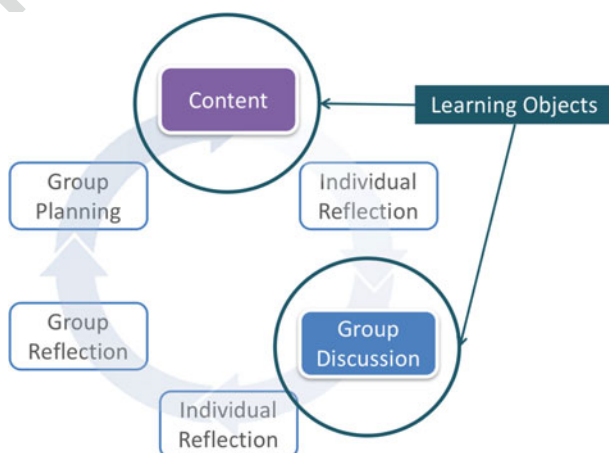 Content
Learning Objects
Group
Planning
Individual
Reflection
Group
Reflection
Group
Discussion
Individual
Reflection